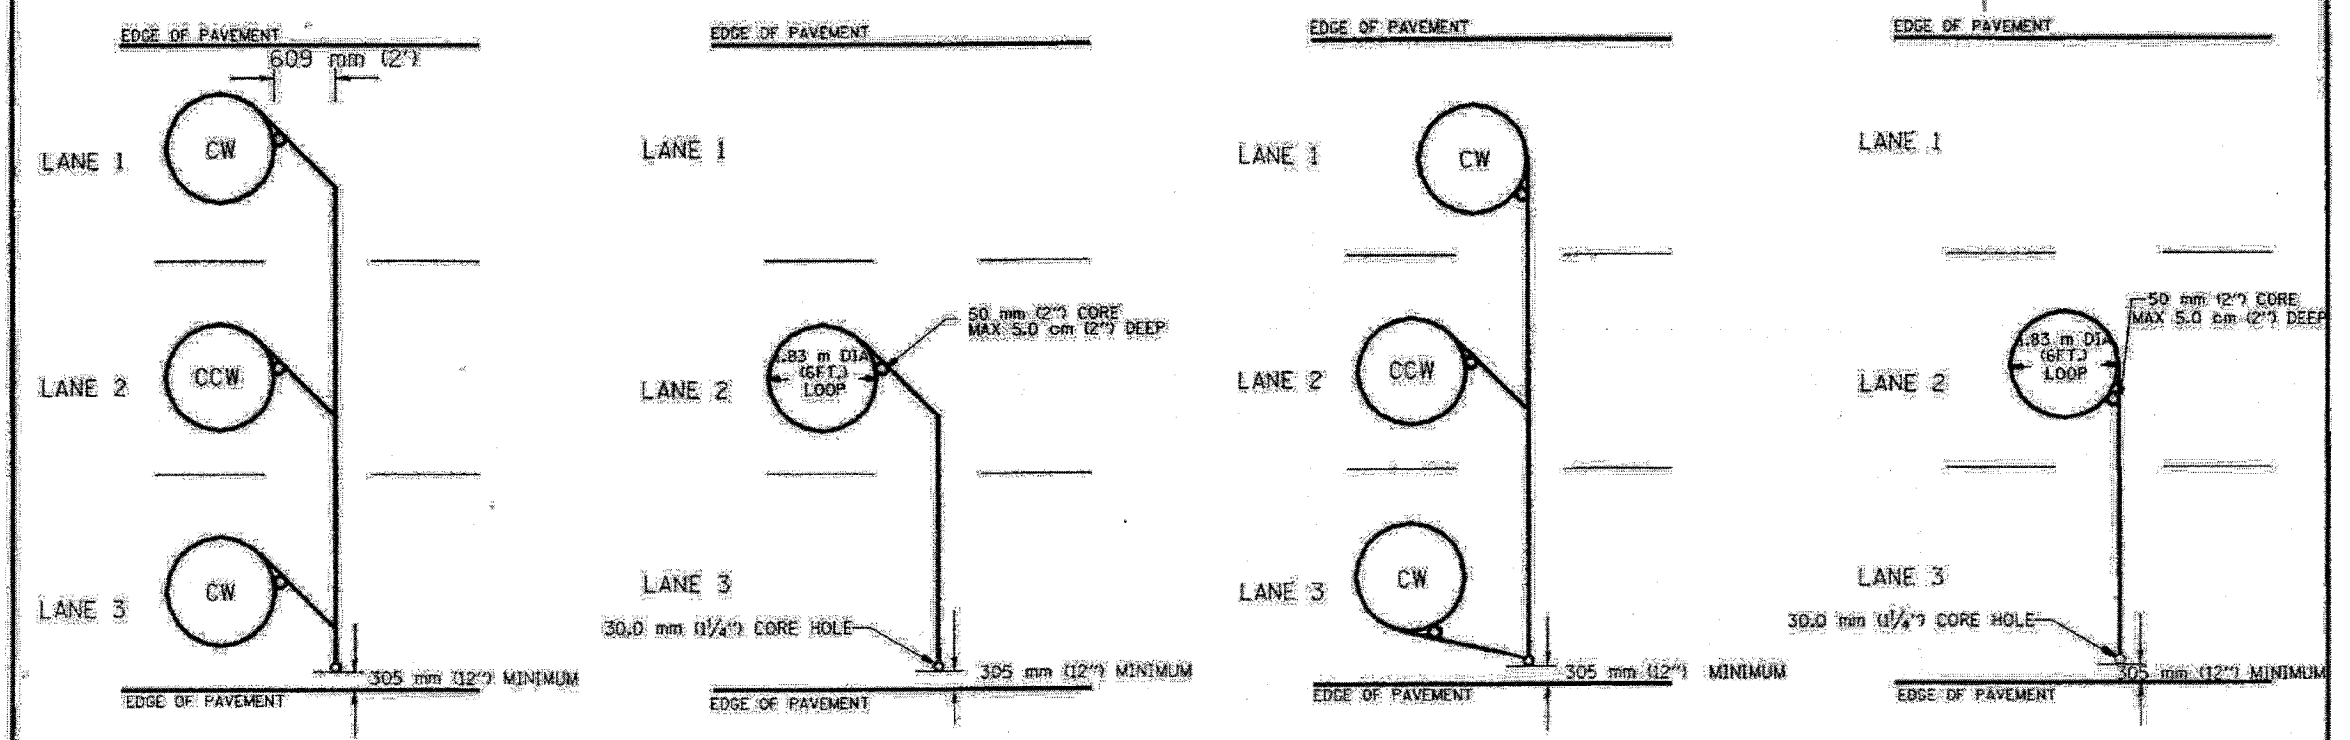 EDGE OF PAVEMENT
609 mm (2")
CW
LANE 1
CCW
LANE 2
CW
LANE 3
305 mm (12") MINIMUM
EDGE OF PAVEMENT
EDGE OF PAVEMENT
LANE 1
50 mm (2") CORE
MAX 5.0 cm (2") DEEP
1.83 m DIA
(6FT.)
LOOP
LANE 2
LANE 3
30.0 mm (1¼") CORE HOLE
305 mm (12") MINIMUM
EDGE OF PAVEMENT
EDGE OF PAVEMENT
LANE 1
CW
LANE 2
CCW
LANE 3
CW
305 mm (12") MINIMUM
EDGE OF PAVEMENT
EDGE OF PAVEMENT
LANE 1
50 mm (2") CORE
MAX 5.0 cm (2") DEEP
1.83 m DIA
(6FT.)
LOOP
LANE 2
LANE 3
30.0 mm (1¼") CORE HOLE
305 mm (12") MINIMUM
EDGE OF PAVEMENT